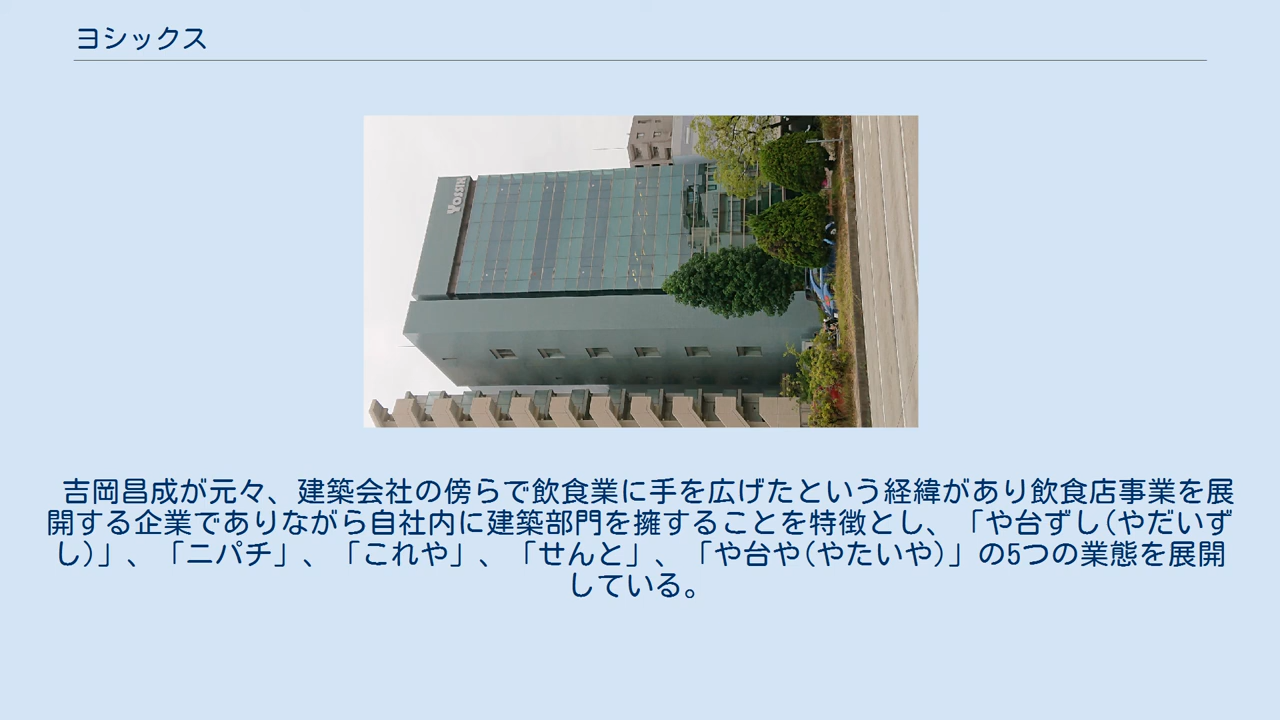 ヨシックス
YOSSIX
吉岡昌成が元々、建築会社の傍らで飲食業に手を広げたという経緯があり飲食店事業を展
開する企業でありながら自社内に建築部門を擁することを特徴とし、「や台ずし(やだいず
し)」、「ニパチ」、「これや」、「せんと」、「や台や(やたいや)」の5つの業態を展開
している。